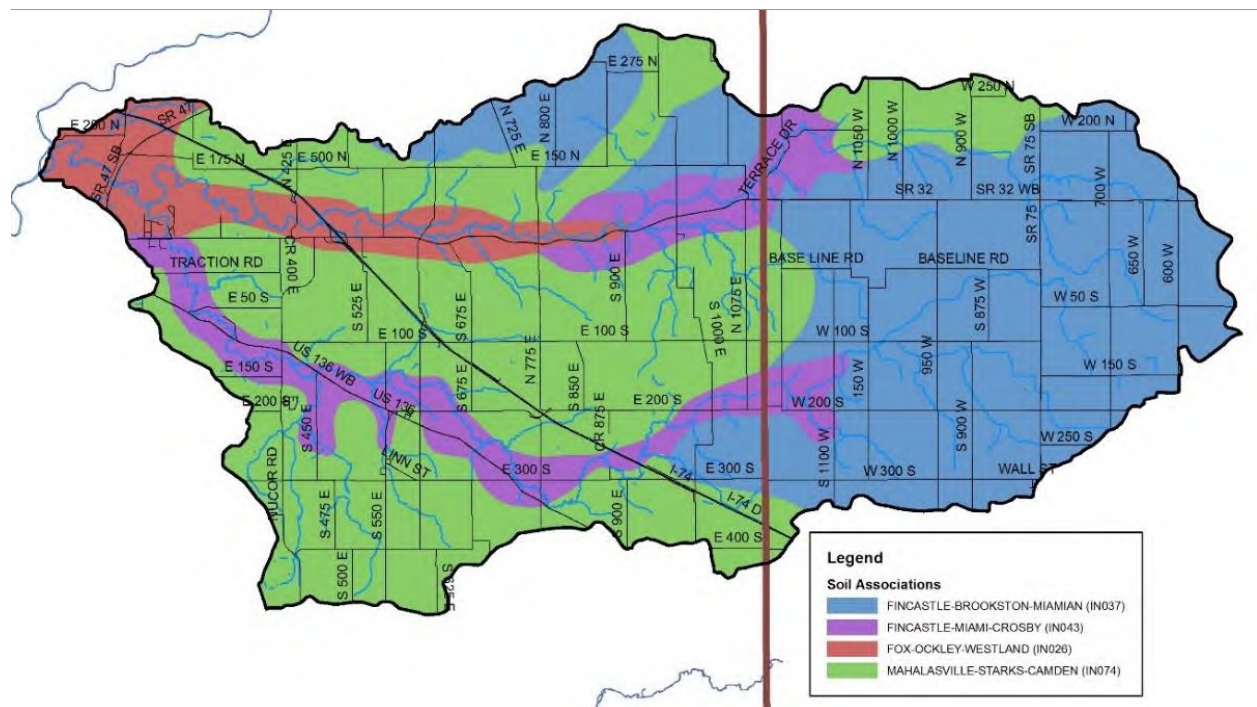 E 275 N
W 250 N
SR 47
E 200 N
N 725 E
N 800 E
TERRACE DR
N 1050 W
N 1000 W
N 900 W
SR 75 SB
W 200 N
E 175 N
E 500 N
E 150 N
SR 47 SB
SR 32
SR 32 WB
700 W
SR 75 WB
CR 400 E
TRACTION RD
S 900 E
BASE LINE RD
BASELINE RD
650 W
600 W
E 50 S
S 525 E
S 675 E
N 1075 E
S 1000 E
S 875 W
W 50 S
E 100 S
E 100 S
W 100 S
E 150 S
US 136 WB
N 775 E
S 850 E
150 W
950 W
W 150 S
E 200 S
US 136
S 675 E
CR 875 E
E 200 S
W 200 S
S 450 E
S 900 W
W 250 S
NUCOR RD
LINN ST
E 300 S
I-74
E 300 S
S 1100 W
W 300 S
WALL ST
S 475 E
S 550 E
S 900 E
I-74 D
E 400 S
S 500 E
S 625 E
Legend
Soil Associations
FINCASTLE-BROOKSTON-MIAMIAN (IN037)
FINCASTLE-MIAMI-CROSBY (IN043)
FOX-OCKLEY-WESTLAND (IN026)
MAHALASVILLE-STARKS-CAMDEN (IN074)